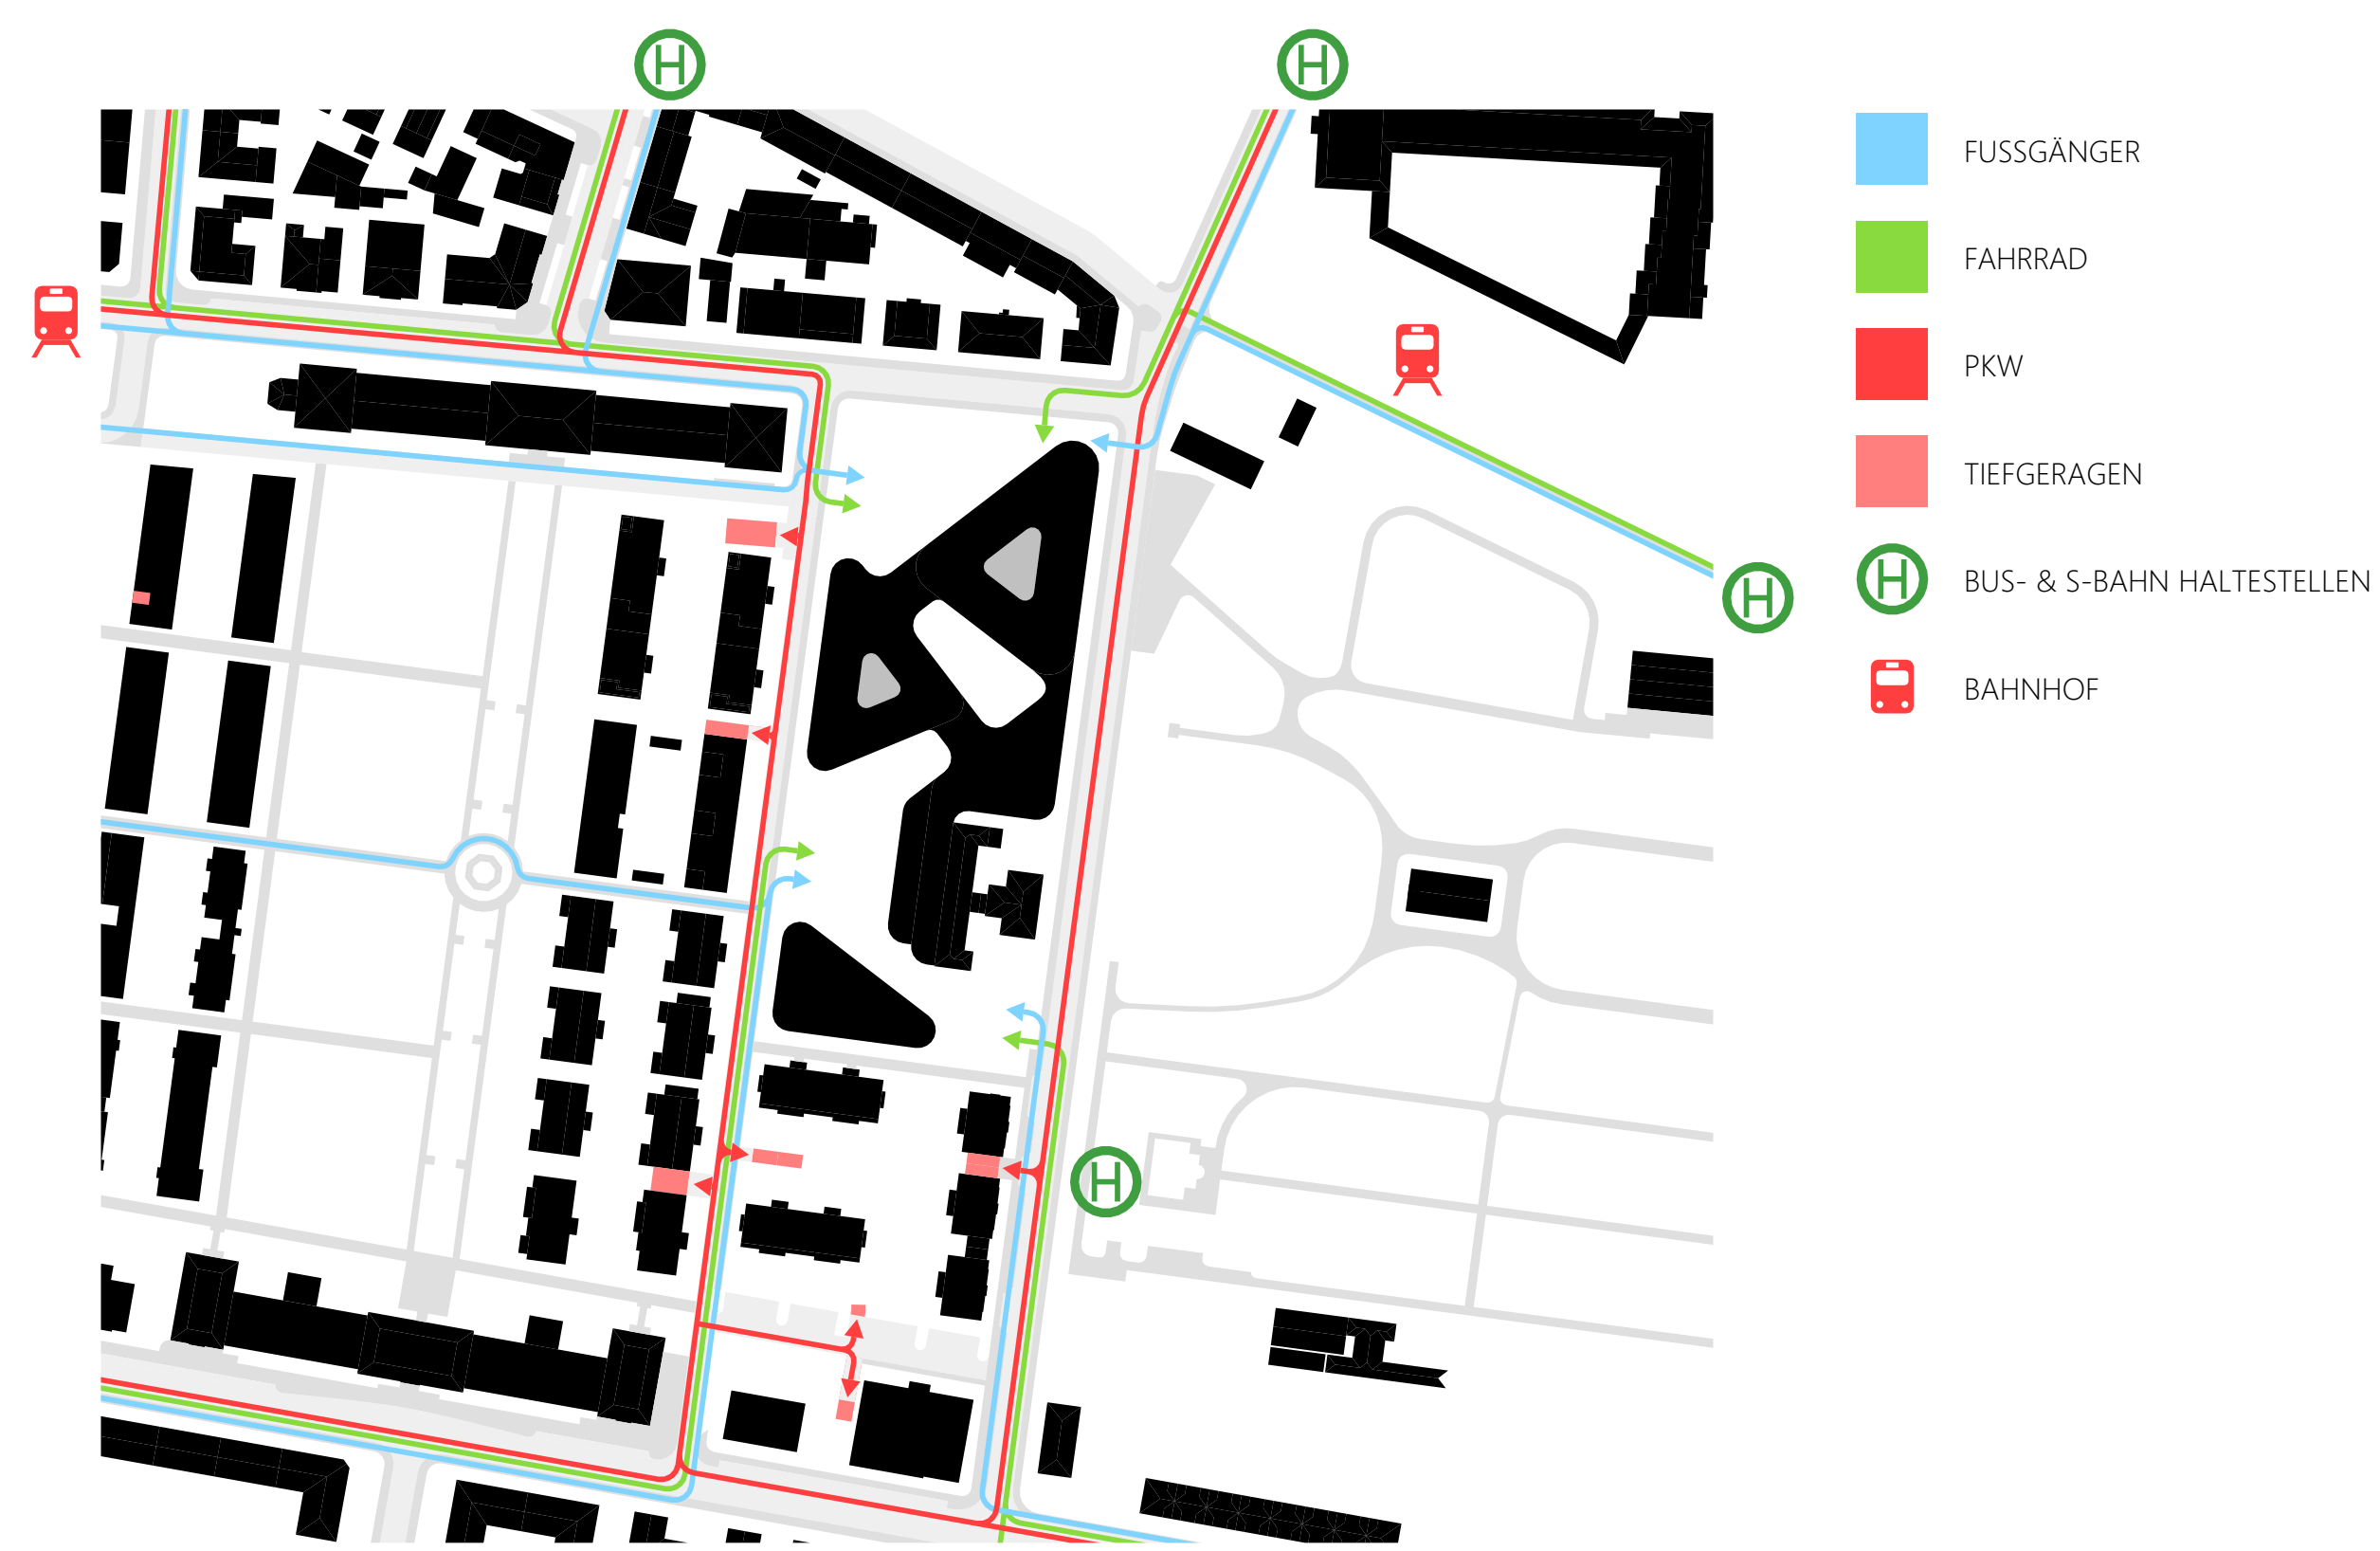 H
H
FUSSGÄNGER
FAHRRAD
PKW
TIEFGERAGEN
H
H BUS- & S-BAHN HALTESTELLEN
BAHNHOF
H